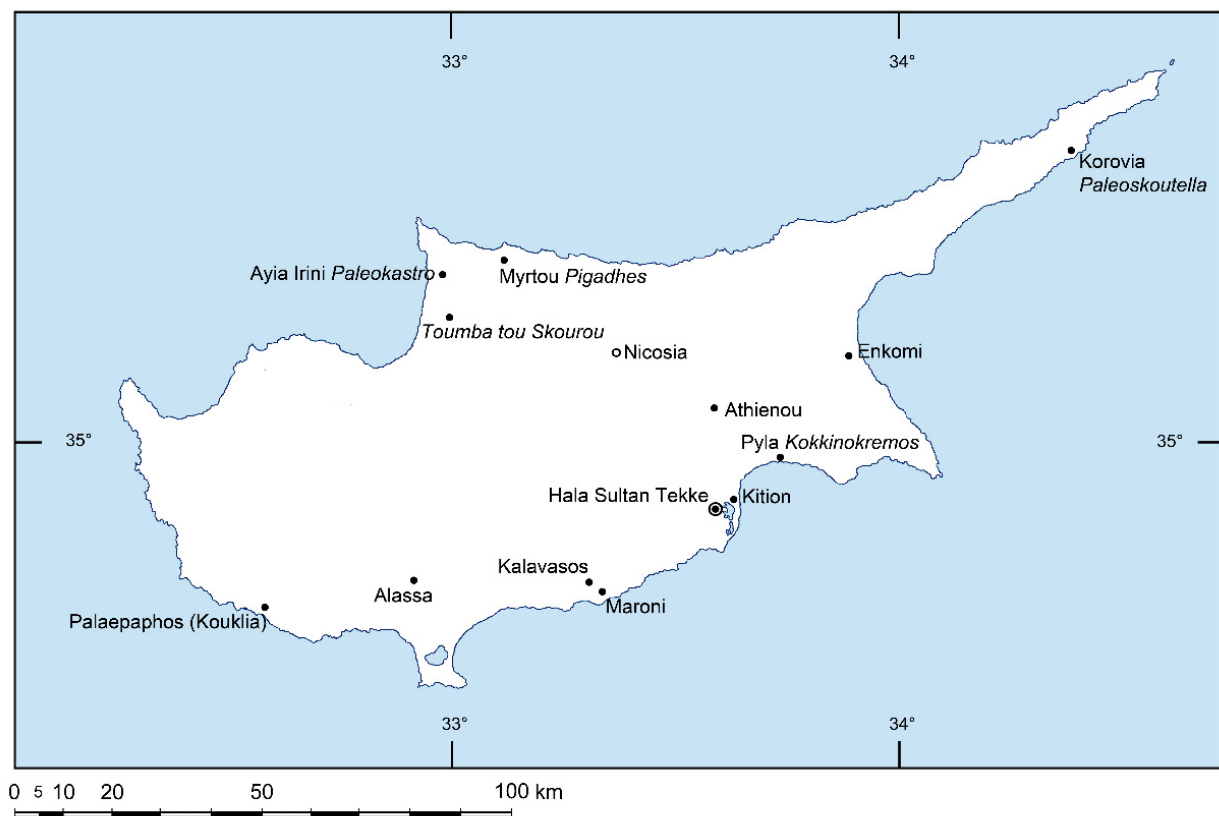 33°
34°
Korovia
Paleoskoutella
Ayia Irini Paleokastro
Myrtou Pigadhes
Toumba tou Skourou
Nicosia
Enkomi
Athienou
35°
35°
Pyla Kokkinokremos
Hala Sultan Tekke
Kition
Kalavasos
Alassa
Maroni
Palaepaphos (Kouklia)
33°
34°
0 5 10 20 50 100 km